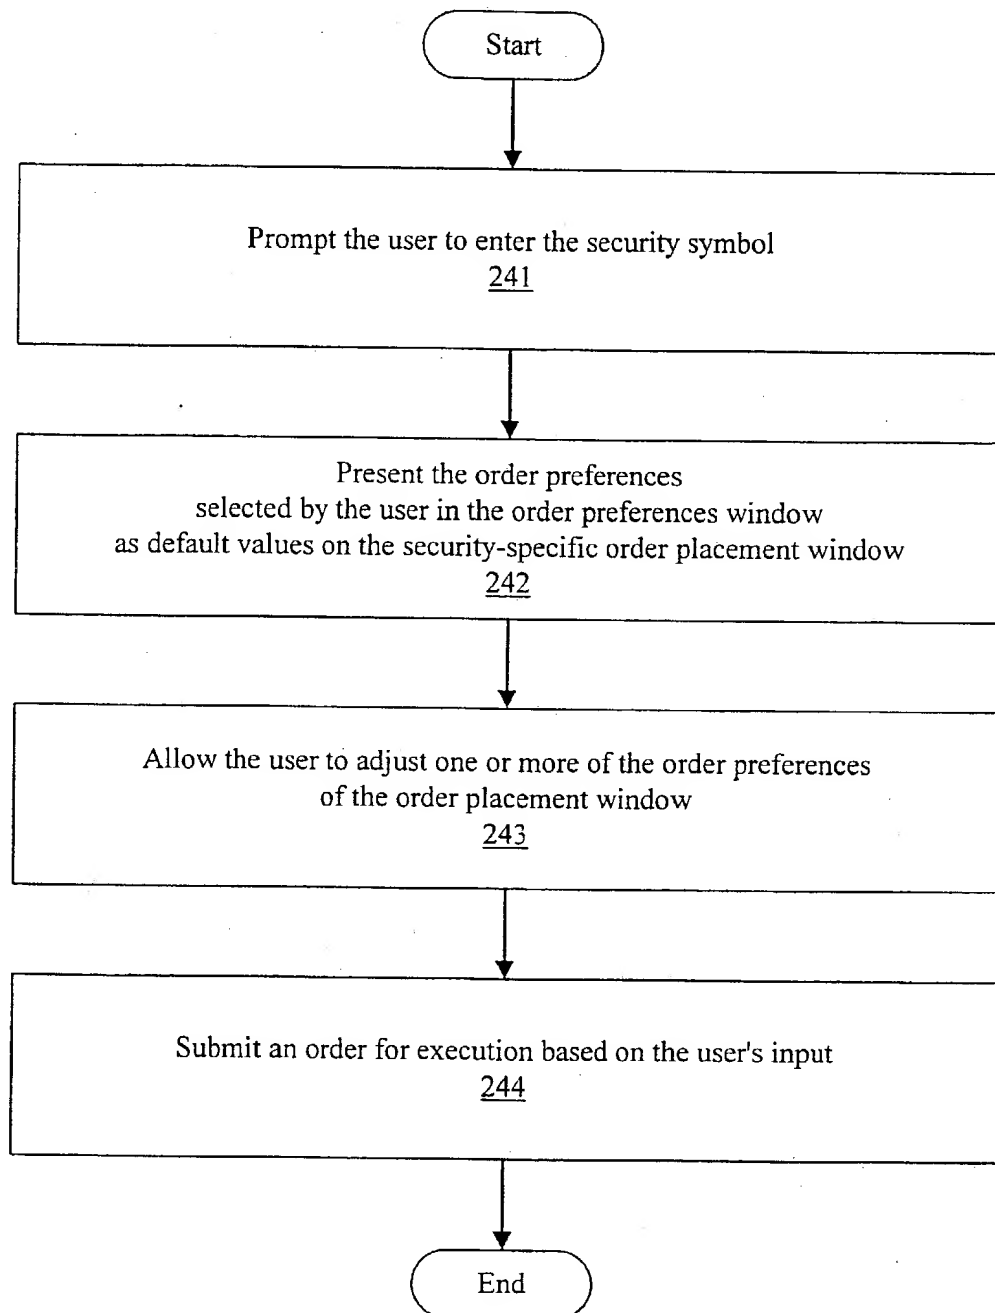 Start
Prompt the user to enter the security symbol
241
Present the order preferences
selected by the user in the order preferences window
as default values on the security-specific order placement window
242
Allow the user to adjust one or more of the order preferences
of the order placement window
243
Submit an order for execution based on the user's input
244
End